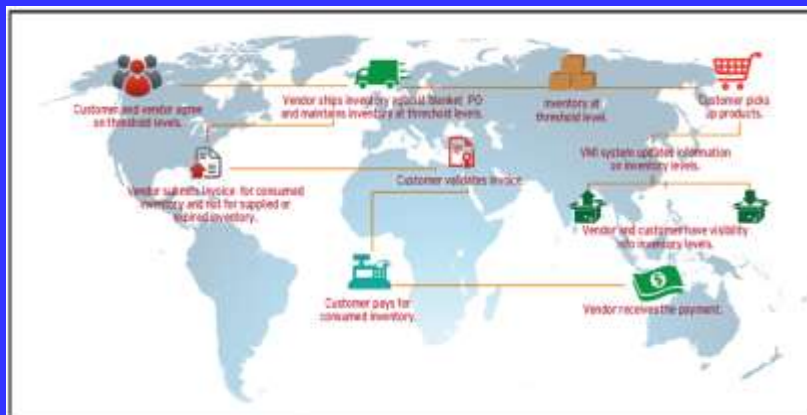 Customer and vendor agree
on threshold levels.
Vendor ships inventory against blanket PO
and maintains inventory at threshold levels.
Inventory at
threshold level.
Customer picks
up products.
VMI system updates information
on inventory levels.
Vendor submits invoice for consumed
inventory and not for supplied or
expired inventory.
Customer validates invoice
Vendor and customer have visibility
into inventory levels.
Customer pays for
consumed inventory.
Vendor receives the payment.